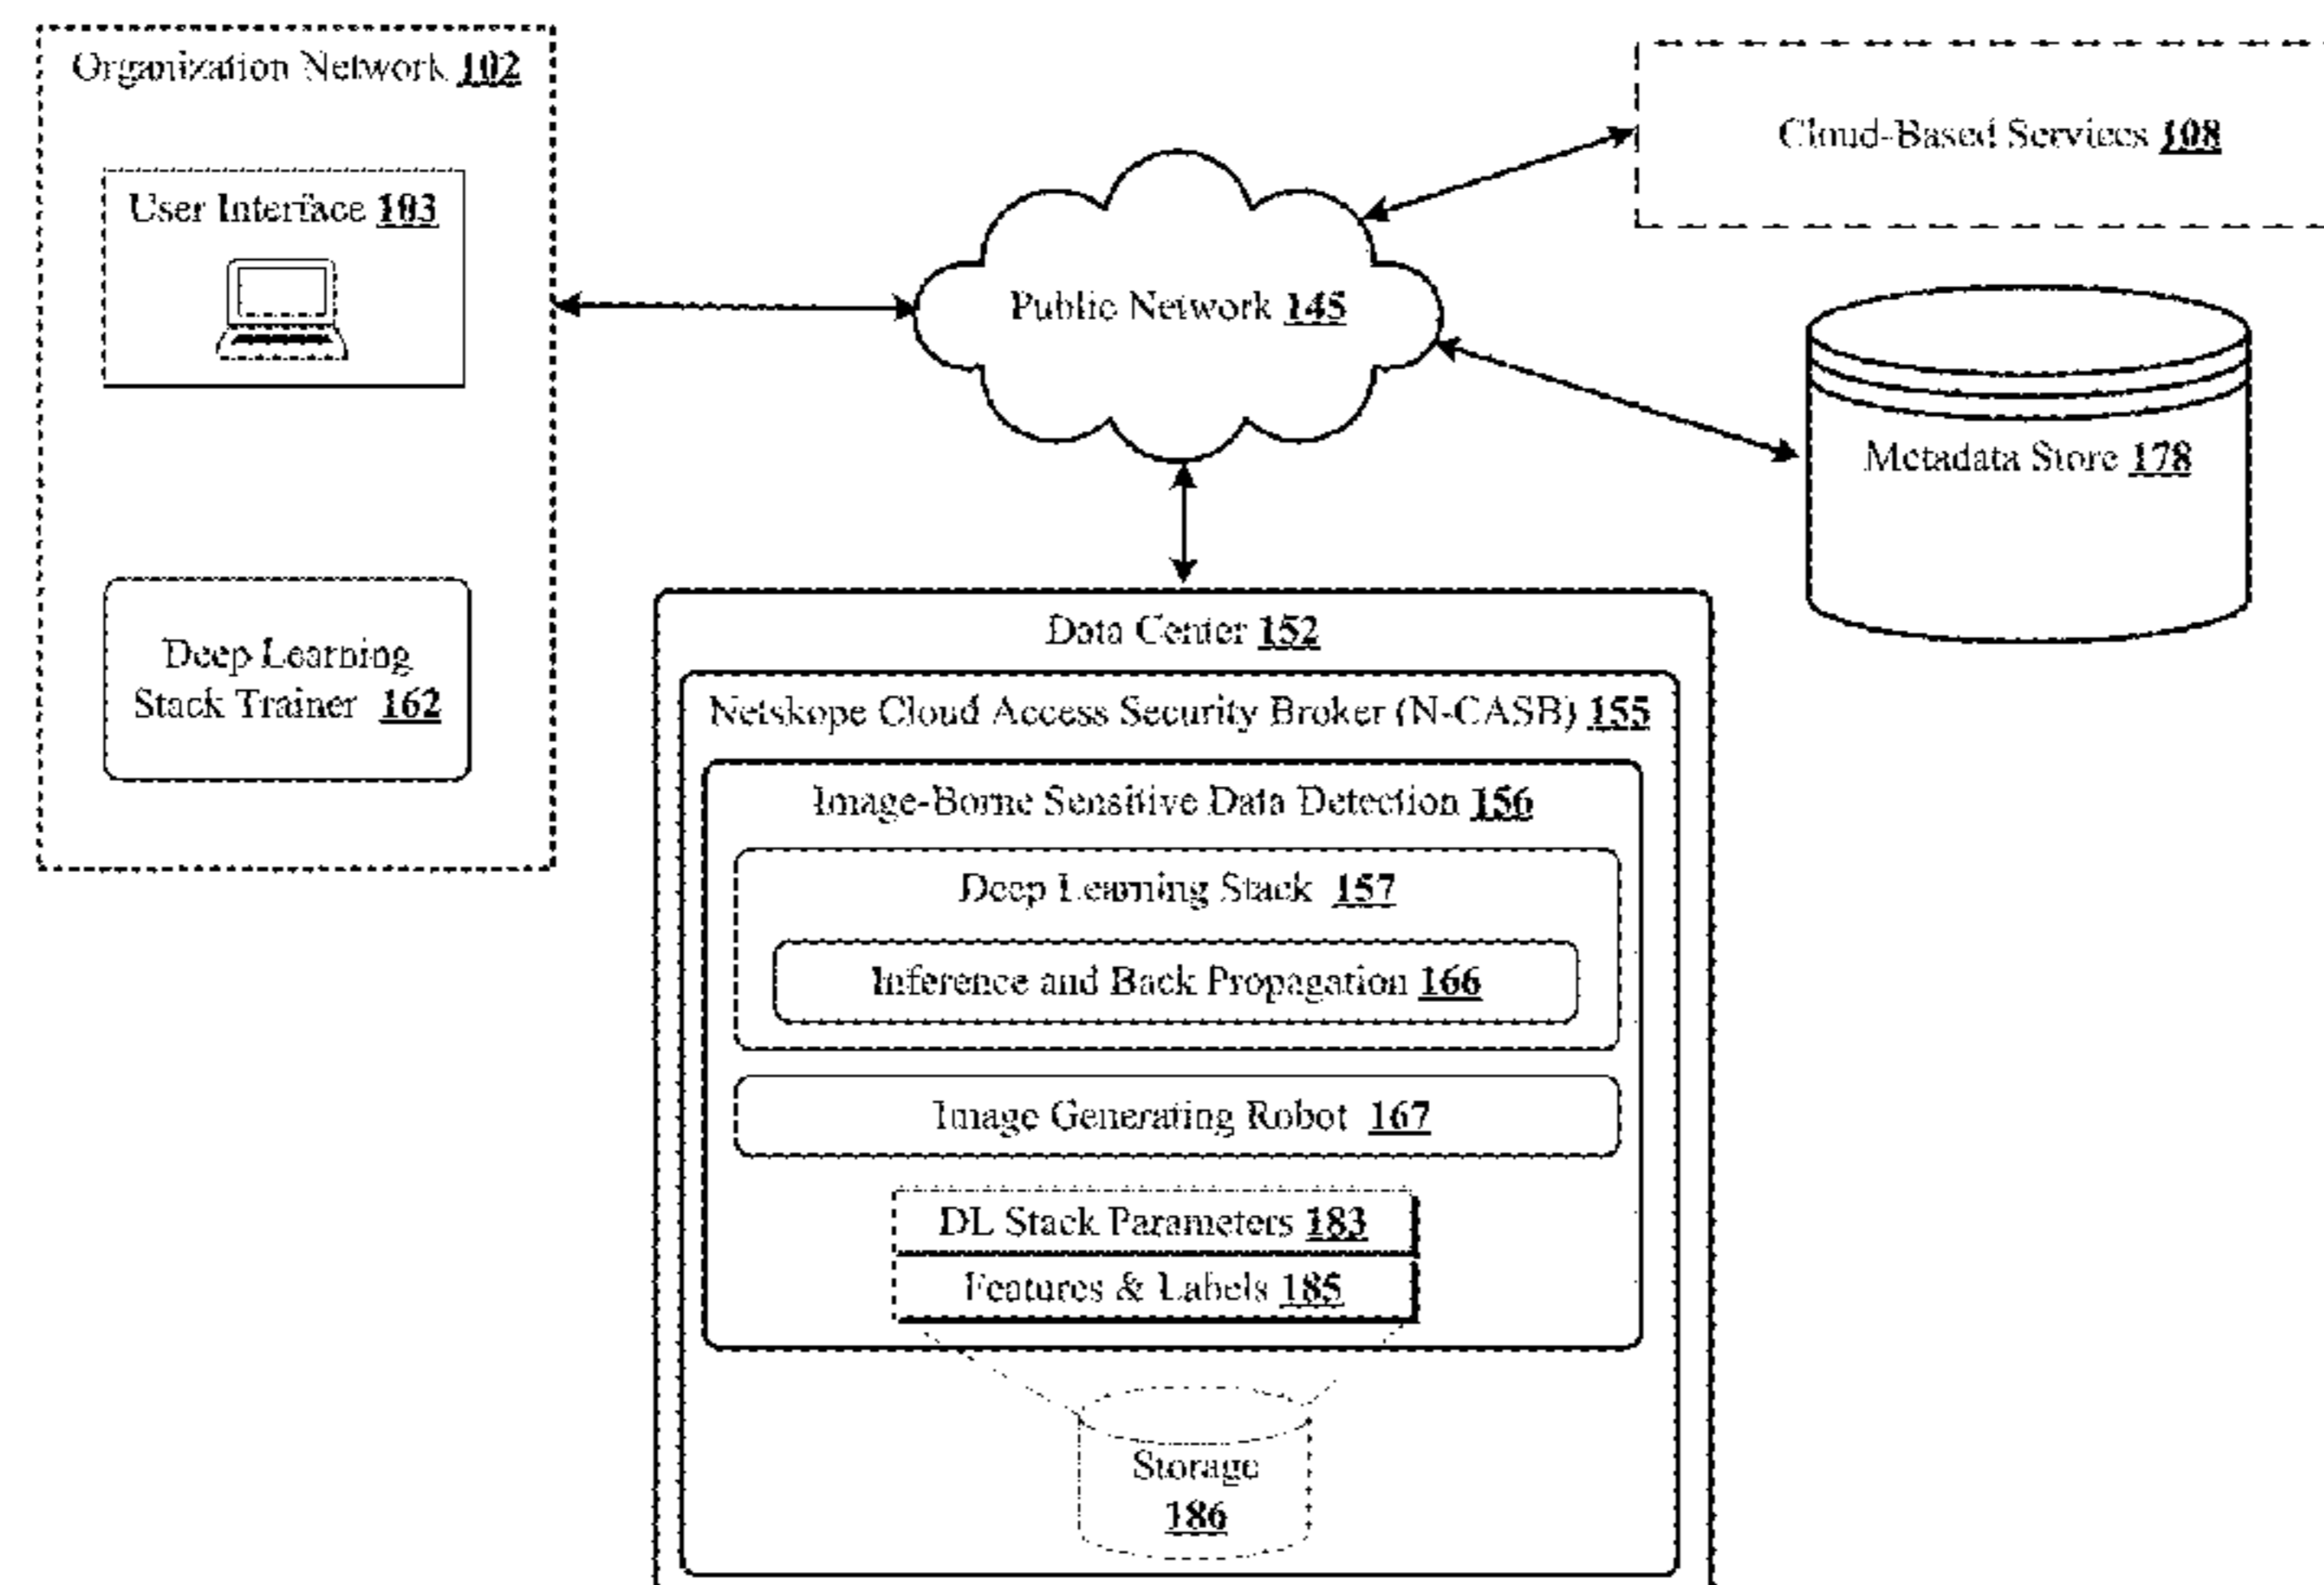 Organization Network 102
User Interface 103
Deep Learning
Stack Trainer 162
Public Network 145
Cloud-Based Services 108
Metadata Store 178
Data Center 152
Netskope Cloud Access Security Broker (N-CASB) 155
Image-Borne Sensitive Data Detection 156
Deep Learning Stack 157
Inference and Back Propagation 166
Image Generating Robot 167
DL Stack Parameters 183
Features & Labels 185
Storage
186